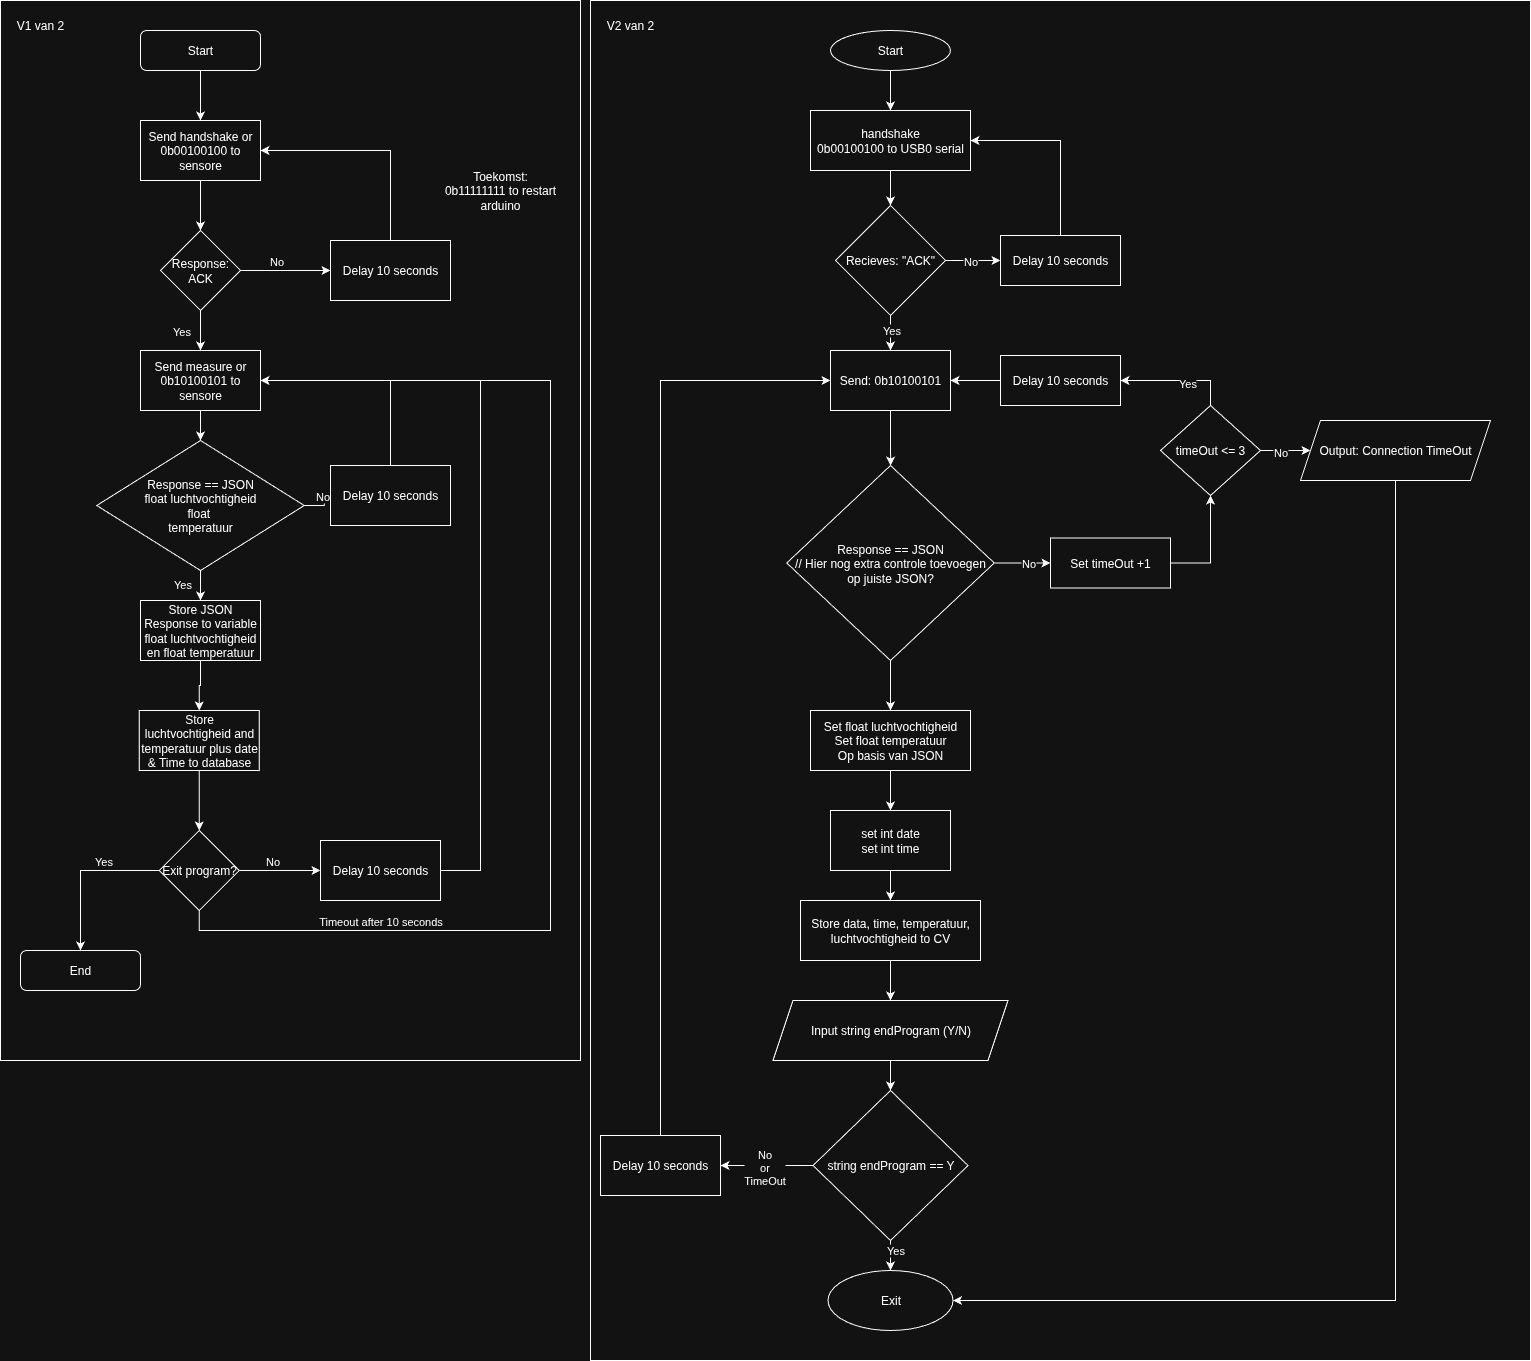 V1 van 2
Start
Send handshake or
0b00100100 to
sensore
Toekomst:
0b11111111 to restart
arduino
Response:
ACK
No
Delay 10 seconds
Yes
Send measure or
0b10100101 to
sensore
Response == JSON
float luchtvochtigheid
float
temperatuur
No
Delay 10 seconds
Yes
Store JSON
Response to variable
float luchtvochtigheid
en float temperatuur
Store
luchtvochtigheid and
temperatuur plus date
& Time to database
Exit program?
Yes
No
Delay 10 seconds
Timeout after 10 seconds
End
V2 van 2
Start
handshake
0b00100100 to USB0 serial
Recieves: "ACK"
No
Delay 10 seconds
Yes
Send: 0b10100101
Delay 10 seconds
Yes
timeOut <= 3
No
Output: Connection TimeOut
Response == JSON
// Hier nog extra controle toevoegen
op juiste JSON?
No
Set timeOut +1
Set float luchtvochtigheid
Set float temperatuur
Op basis van JSON
set int date
set int time
Store data, time, temperatuur,
luchtvochtigheid to CV
Input string endProgram (Y/N)
string endProgram == Y
No
or
TimeOut
Delay 10 seconds
Yes
Exit